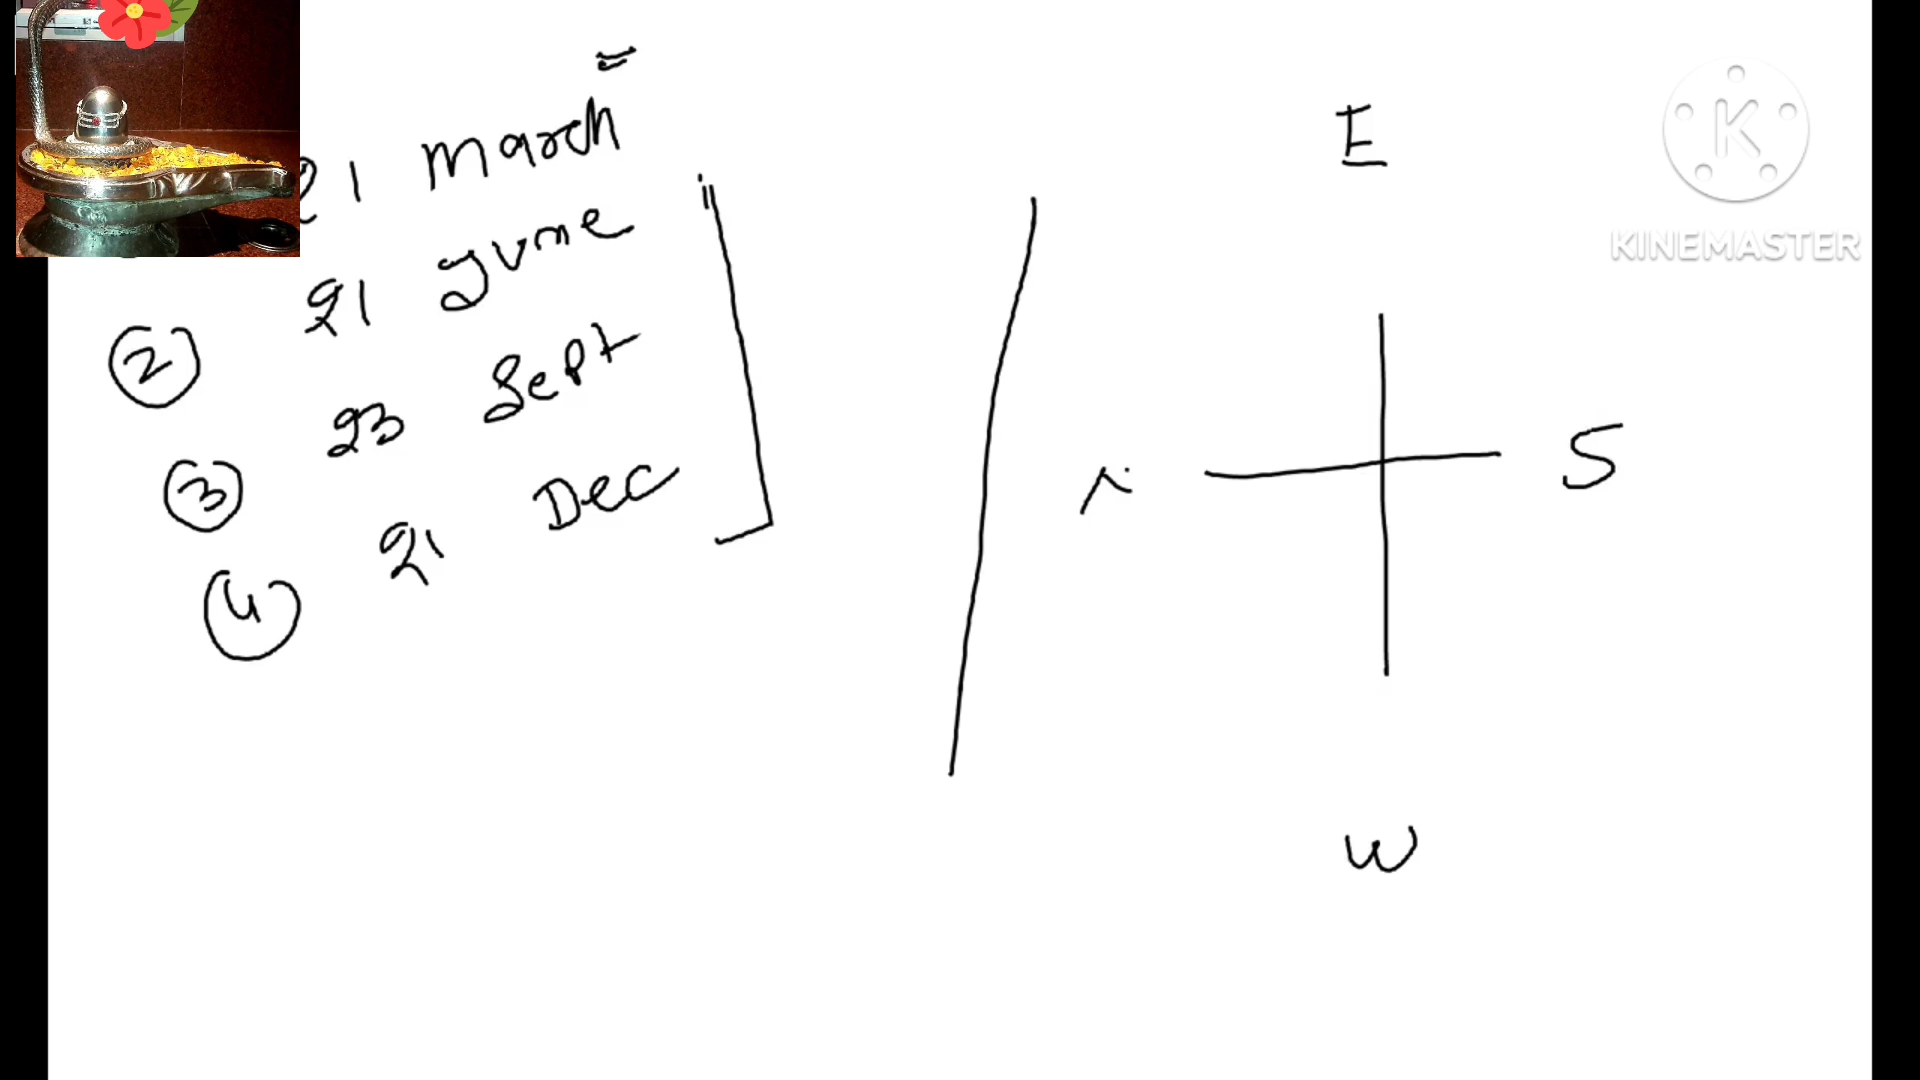 21 March
② 21 June
③ 23 Sept
④ 21 Dec
E
S
W
K
KINEMASTER